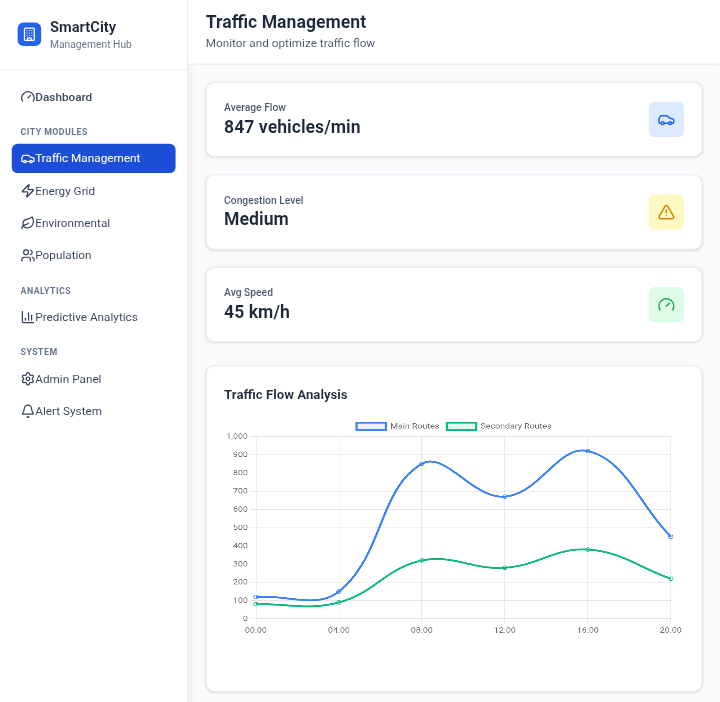 SmartCity
Management Hub
Dashboard
CITY MODULES
Traffic Management
Energy Grid
Environmental
Population
ANALYTICS
Predictive Analytics
SYSTEM
Admin Panel
Alert System
Traffic Management
Monitor and optimize traffic flow
Average Flow
847 vehicles/min
Congestion Level
Medium
Avg Speed
45 km/h
Traffic Flow Analysis
Main Routes Secondary Routes
1,000
900
800
700
600
500
400
300
200
100
0
00:00 04:00 08:00 12:00 16:00 20:00